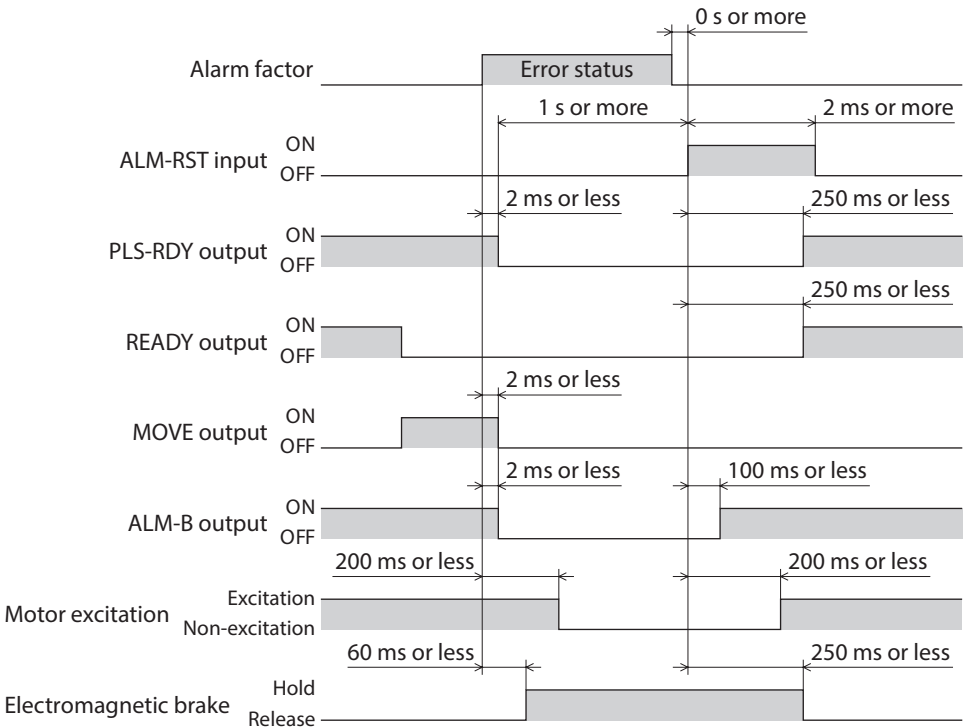 0 s or more
Alarm factor
Error status
1 s or more
2 ms or more
ALM-RST input
ON
OFF
2 ms or less
250 ms or less
PLS-RDY output
ON
OFF
250 ms or less
READY output
ON
OFF
2 ms or less
MOVE output
ON
OFF
2 ms or less
100 ms or less
ALM-B output
ON
OFF
200 ms or less
200 ms or less
Motor excitation
Excitation
Non-excitation
60 ms or less
250 ms or less
Electromagnetic brake
Hold
Release